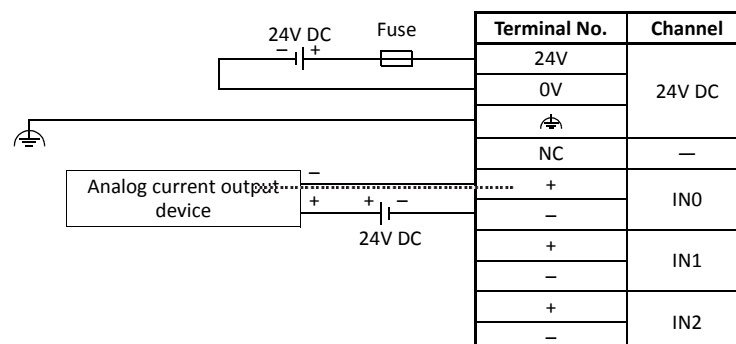 24V DC
Fuse
− +
Terminal No. Channel
24V
0V
24V DC
NC —
Analog current output
device
−
+ + −
24V DC
+
−
IN0
+
−
IN1
+
−
IN2